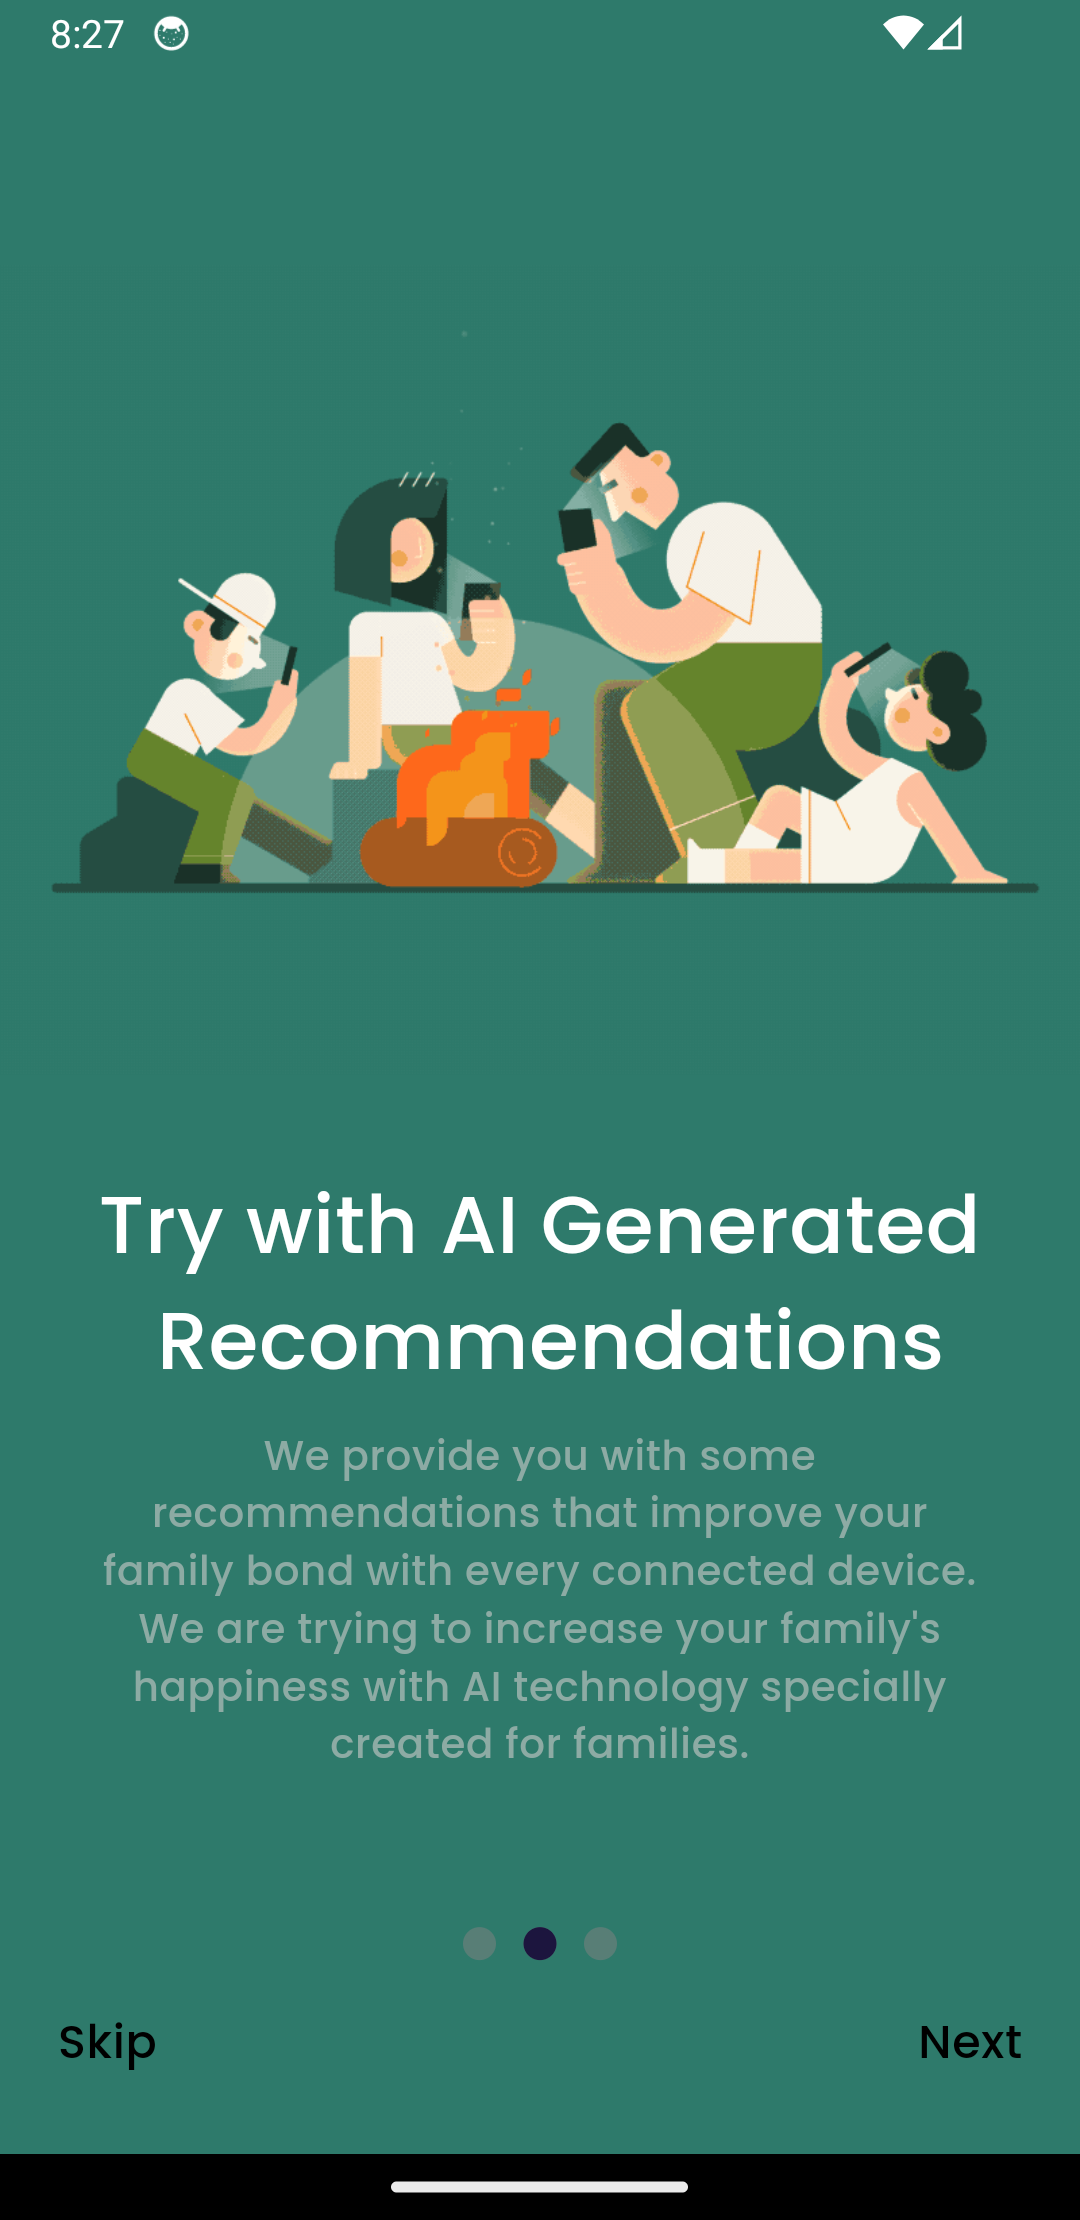 8:27
Try with AI Generated
Recommendations
We provide you with some
recommendations that improve your
family bond with every connected device.
We are trying to increase your family's
happiness with AI technology specially
created for families.
Skip
Next